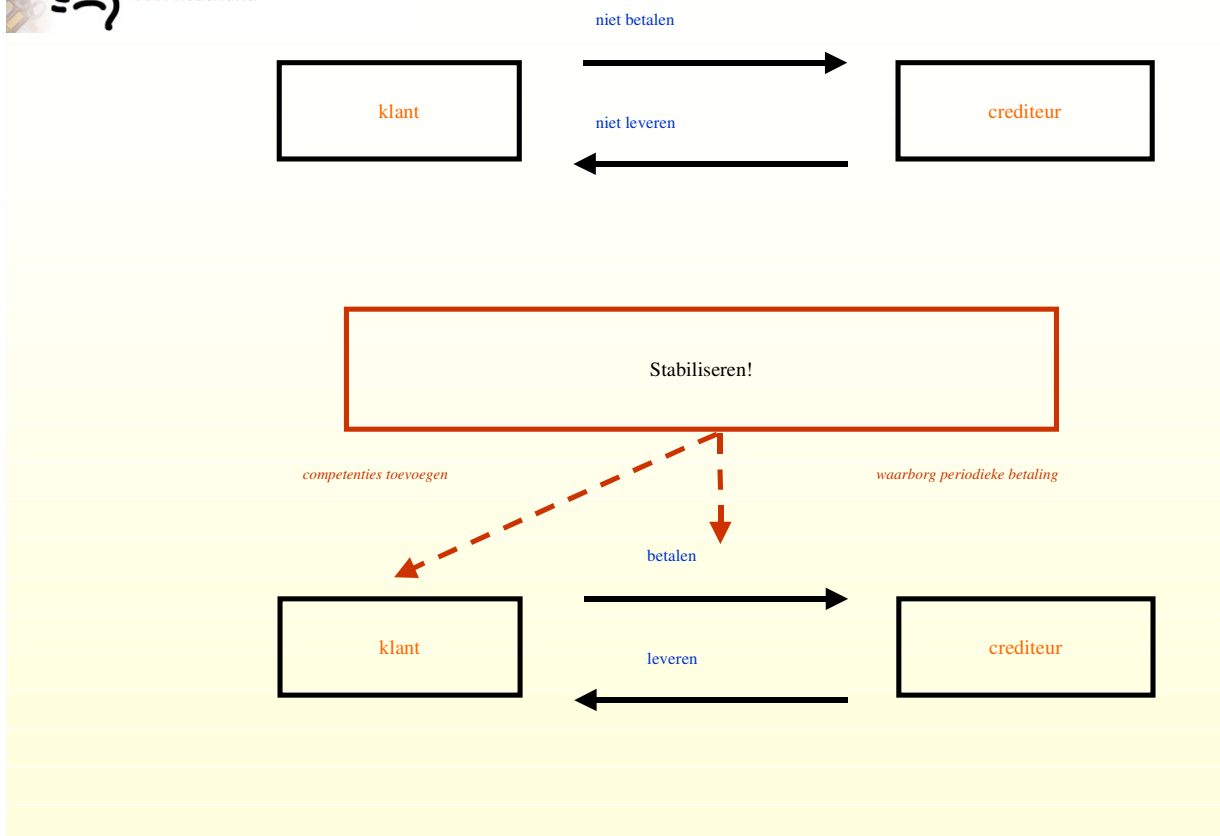 niet betalen
klant
crediteur
niet leveren
Stabiliseren!
competenties toevoegen
waarborg periodieke betaling
betalen
klant
crediteur
leveren